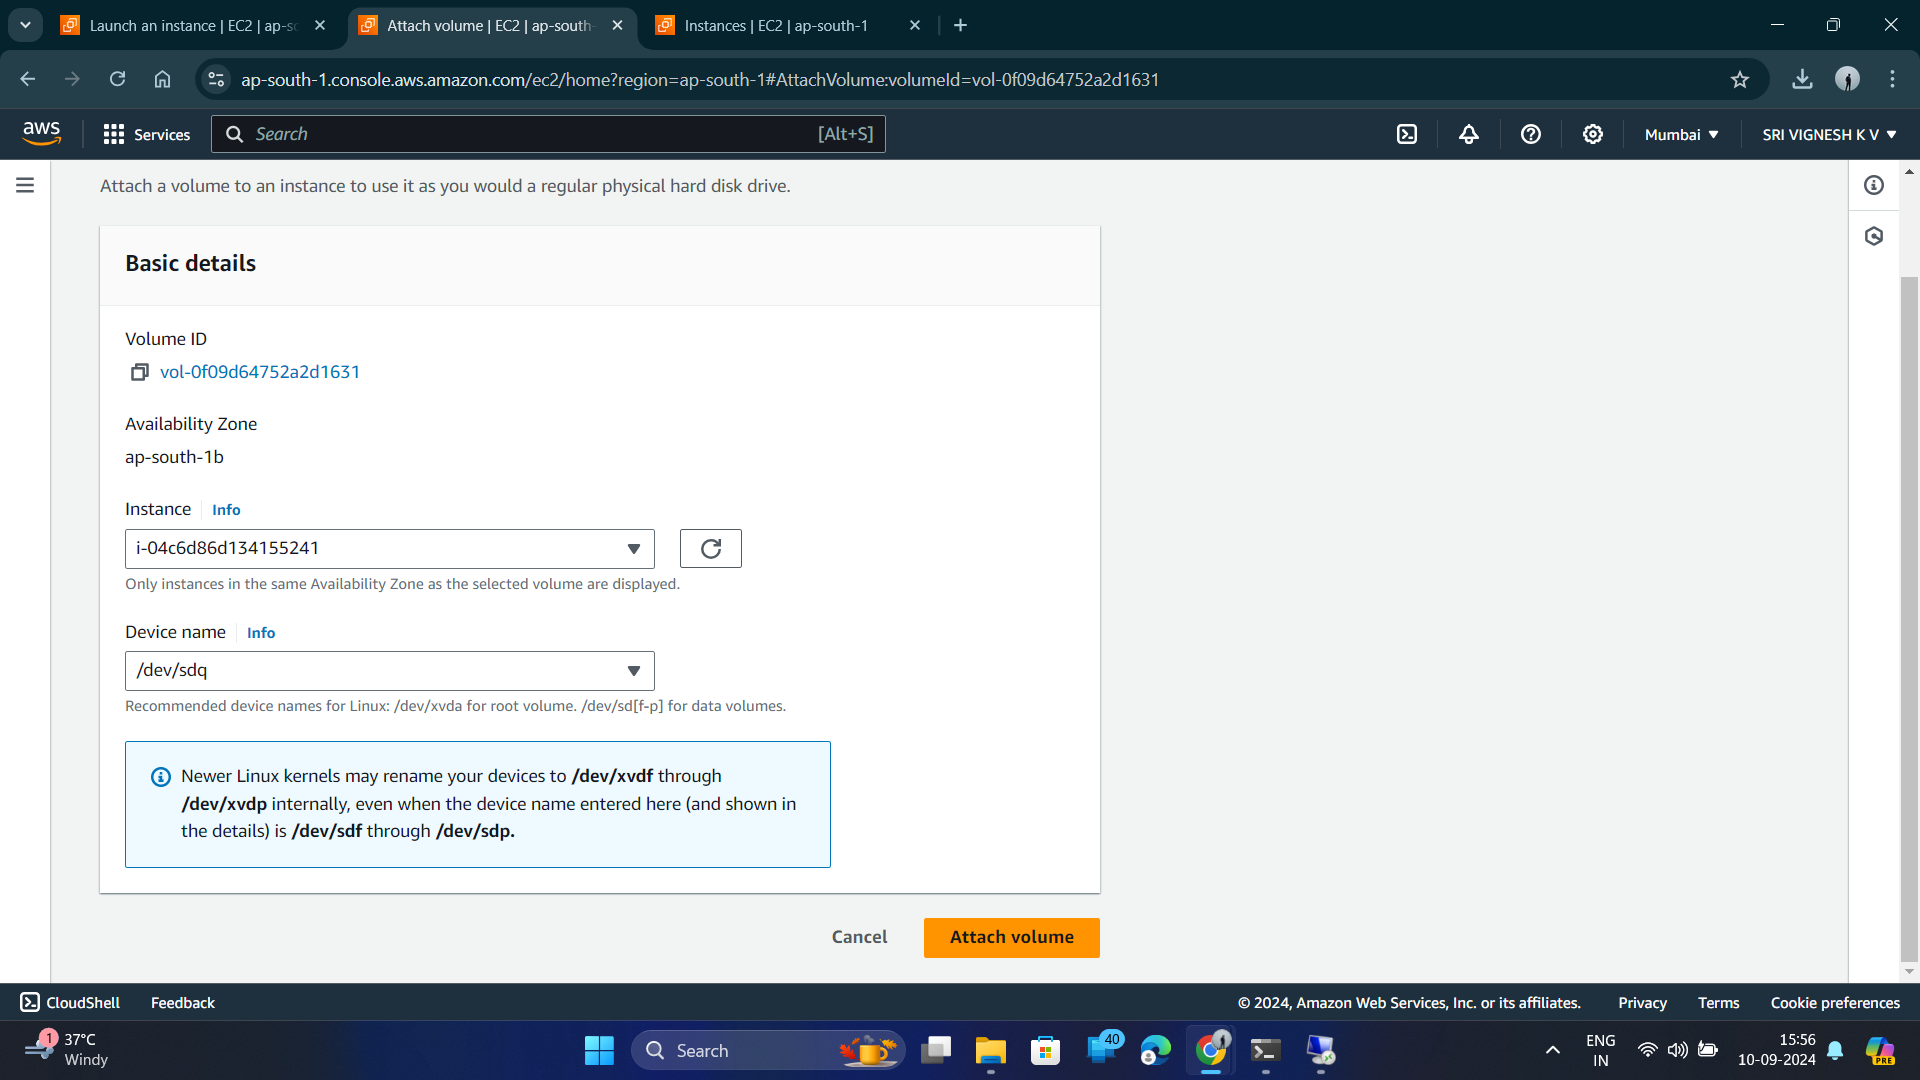 Launch an instance | EC2 | ap-sc
Attach volume | EC2 | ap-south-
Instances | EC2 | ap-south-1
ap-south-1.console.aws.amazon.com/ec2/home?region=ap-south-1#AttachVolume:volumeId=vol-0f09d64752a2d1631
aws
Services
Search
[Alt+S]
Mumbai
SRI VIGNESH K V
Attach a volume to an instance to use it as you would a regular physical hard disk drive.
Basic details
Volume ID
vol-0f09d64752a2d1631
Availability Zone
ap-south-1b
Instance Info
i-04c6d86d134155241
Only instances in the same Availability Zone as the selected volume are displayed.
Device name Info
/dev/sdq
Recommended device names for Linux: /dev/xvda for root volume. /dev/sd[f-p] for data volumes.
Newer Linux kernels may rename your devices to /dev/xvdf through
/dev/xvdp internally, even when the device name entered here (and shown in
the details) is /dev/sdf through /dev/sdp.
Cancel
Attach volume
CloudShell
Feedback
© 2024, Amazon Web Services, Inc. or its affiliates.
Privacy
Terms
Cookie preferences
1
37°C
Windy
Search
40
ENG
IN
15:56
10-09-2024
PRE